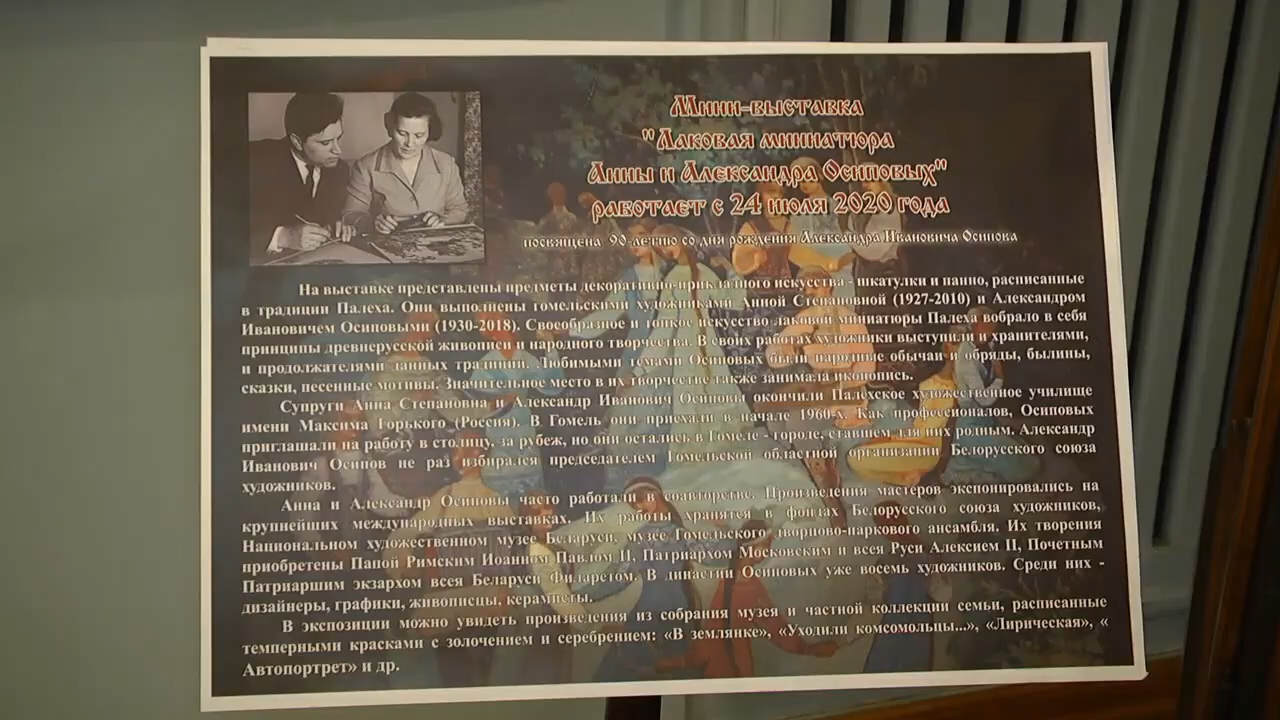 Мини-выставка
"Лаковая миниатюра
Анны и Александра Осиповых"
работает с 24 июля 2020 года
посвящена 90-летию со дня рождения Александра Ивановича Осипова
На выставке представлены предметы декоративно-прикладного искусства - шкатулки и панно, расписанные
в традиции Палеха. Они выполнены гомельскими художниками Анной Степановной (1927-2010) и Александром
Ивановичем Осиповыми (1930-2018). Своеобразное и тонкое искусство лаковой миниатюры Палеха вобрало в себя
принципы древнерусской живописи и народного творчества. В своих работах художники выступили и хранителями,
и продолжателями данных традиций. Любимыми темами Осиповых были народные обычаи и обряды, былины,
сказки, песенные мотивы. Значительное место в их творчестве также занимала иконопись.
Супруги Анна Степановна и Александр Иванович Осиповы окончили Палехское художественное училище
имени Максима Горького (Россия). В Гомель они приехали в начале 1960-х. Как профессионалов, Осиповых
приглашали на работу в столицу, за рубеж, но они остались в Гомеле - городе, ставшем для них родным. Александр
Иванович Осипов не раз избирался председателем Гомельской областной организации Белорусского союза
художников.
Анна и Александр Осиповы часто работали в соавторстве. Произведения мастеров экспонировались на
крупнейших международных выставках. Их работы хранятся в фондах Белорусского союза художников,
Национальном художественном музее Беларуси, музее Гомельского дворцово-паркового ансамбля. Их творения
приобретены Папой Римским Иоанном Павлом II, Патриархом Московским и всея Руси Алексием II, Почетным
Патриаршим экзархом всея Беларуси Филаретом. В династии Осиповых уже восемь художников. Среди них -
дизайнеры, графики, живописцы, керамисты.
В экспозиции можно увидеть произведения из собрания музея и частной коллекции семьи, расписанные
темперными красками с золочением и серебрением: «В землянке», «Уходили комсомольцы...», «Лирическая», «
Автопортрет» и др.